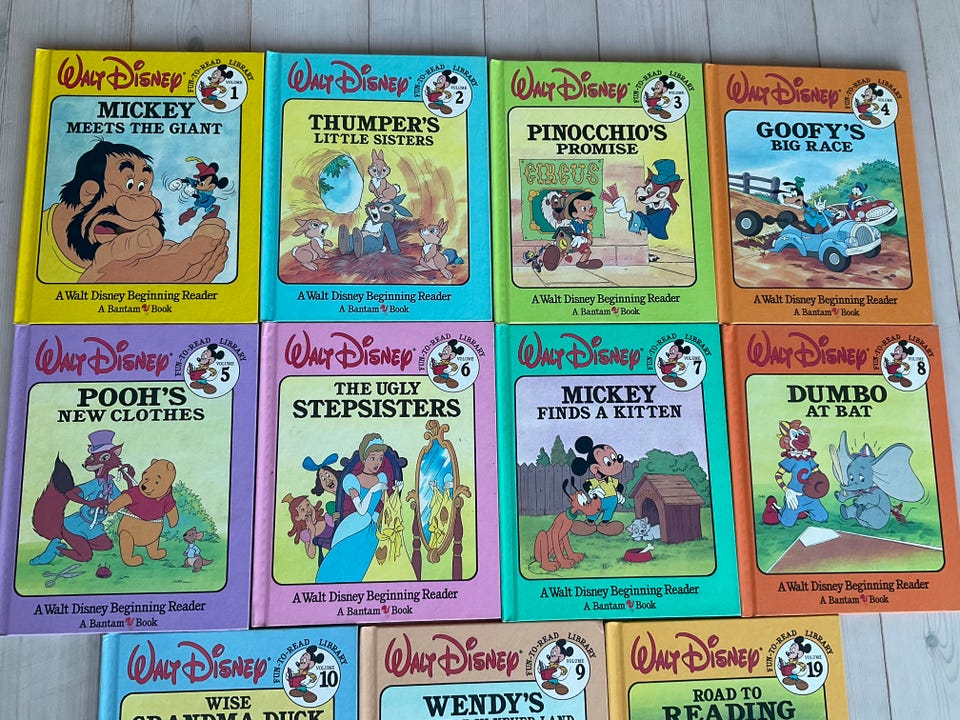 Walt Disney
FUN-TO-READ LIBRARY
VOLUME
1
MICKEY
MEETS THE GIANT
A Walt Disney Beginning Reader
A Bantam Book
Walt Disney
FUN-TO-READ LIBRARY
VOLUME
2
THUMPER'S
LITTLE SISTERS
A Walt Disney Beginning Reader
A Bantam Book
Walt Disney
FUN-TO-READ LIBRARY
VOLUME
3
PINOCCHIO'S
PROMISE
CIRCUS
A Walt Disney Beginning Reader
A Bantam Book
Walt Disney
FUN-TO-READ LIBRARY
VOLUME
4
GOOFY'S
BIG RACE
A Walt Disney Beginning Reader
A Bantam Book
Walt Disney
FUN-TO-READ LIBRARY
VOLUME
5
POOH'S
NEW CLOTHES
A Walt Disney Beginning Reader
A Bantam Book
Walt Disney
FUN-TO-READ LIBRARY
VOLUME
6
THE UGLY
STEPSISTERS
A Walt Disney Beginning Reader
A Bantam Book
Walt Disney
FUN-TO-READ LIBRARY
VOLUME
7
MICKEY
FINDS A KITTEN
A Walt Disney Beginning Reader
A Bantam Book
Walt Disney
FUN-TO-READ LIBRARY
VOLUME
8
DUMBO
AT BAT
A Walt Disney Beginning Reader
A Bantam Book
Walt Disney
FUN-TO-READ LIBRARY
VOLUME
10
WISE
GRANDMA DUCK
Walt Disney
FUN-TO-READ LIBRARY
VOLUME
9
WENDY'S
NEVER LAND
Walt Disney
FUN-TO-READ LIBRARY
VOLUME
19
ROAD TO
READING